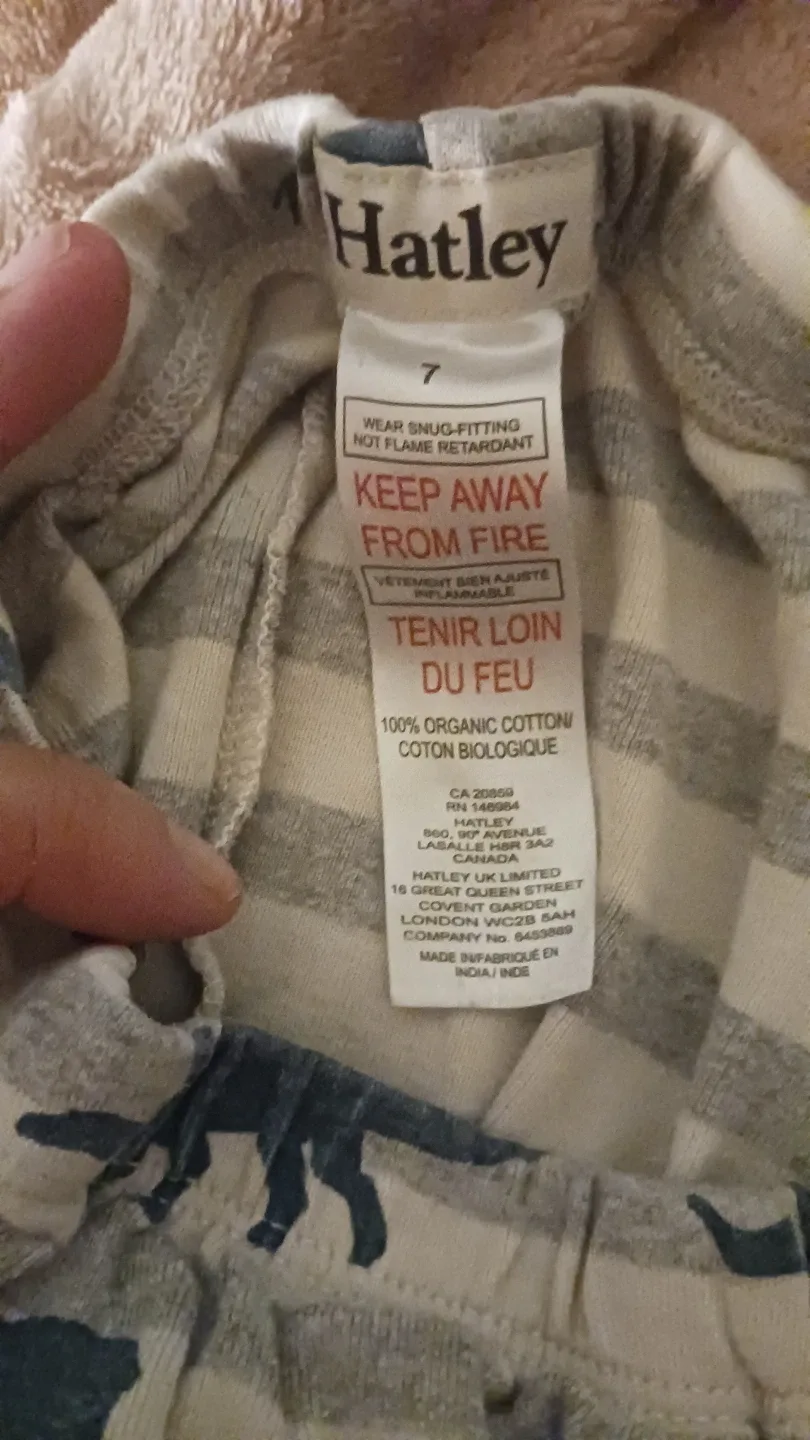 Hatley
7
WEAR SNUG-FITTING
NOT FLAME RETARDANT
KEEP AWAY
FROM FIRE
VÊTEMENT BIEN AJUSTÉ
INFLAMMABLE
TENIR LOIN
DU FEU
100% ORGANIC COTTON/
COTON BIOLOGIQUE
CA 20859
RN 146984
HATLEY
860, 90e AVENUE
LASALLE H8R 3A2
CANADA
HATLEY UK LIMITED
16 GREAT QUEEN STREET
COVENT GARDEN
LONDON WC2B 5AH
COMPANY No. 6453889
MADE IN/FABRIQUÉ EN
INDIA/ INDE